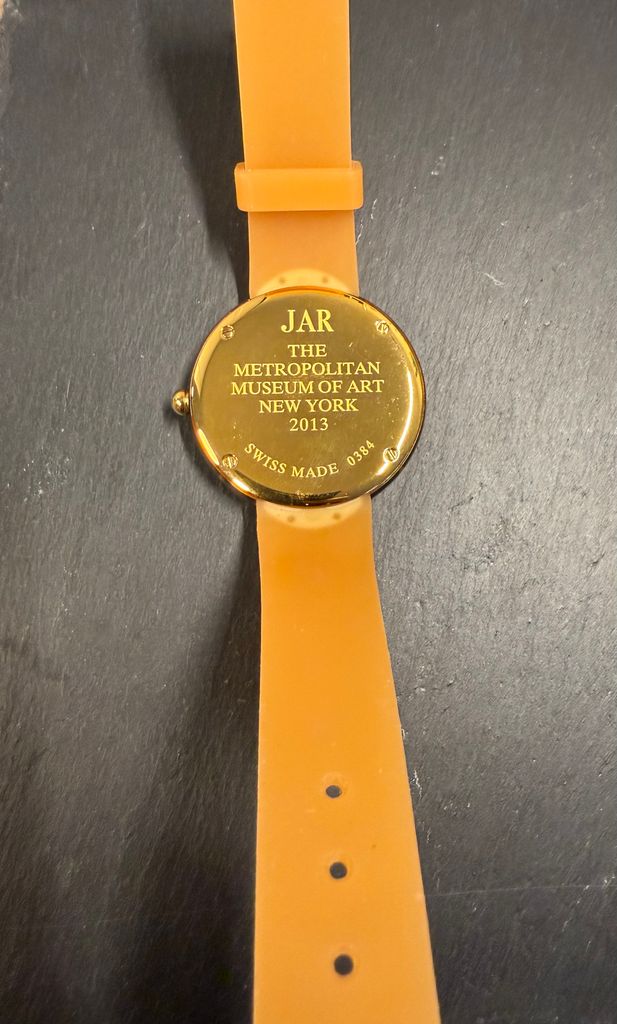 JAR
THE
METROPOLITAN
MUSEUM OF ART
NEW YORK
2013
SWISS MADE 0384